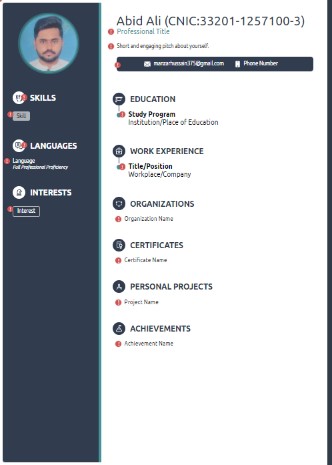 Abid Ali (CNIC:33201-1257100-3)
Professional Title
Short and engaging pitch about yourself.
manzarhussain375@gmail.com Phone Number
SKILLS
Skill
LANGUAGES
Language
Full Professional Proficiency
INTERESTS
Interest
EDUCATION
Study Program
Institution/Place of Education
WORK EXPERIENCE
Title/Position
Workplace/Company
ORGANIZATIONS
Organization Name
CERTIFICATES
Certificate Name
PERSONAL PROJECTS
Project Name
ACHIEVEMENTS
Achievement Name